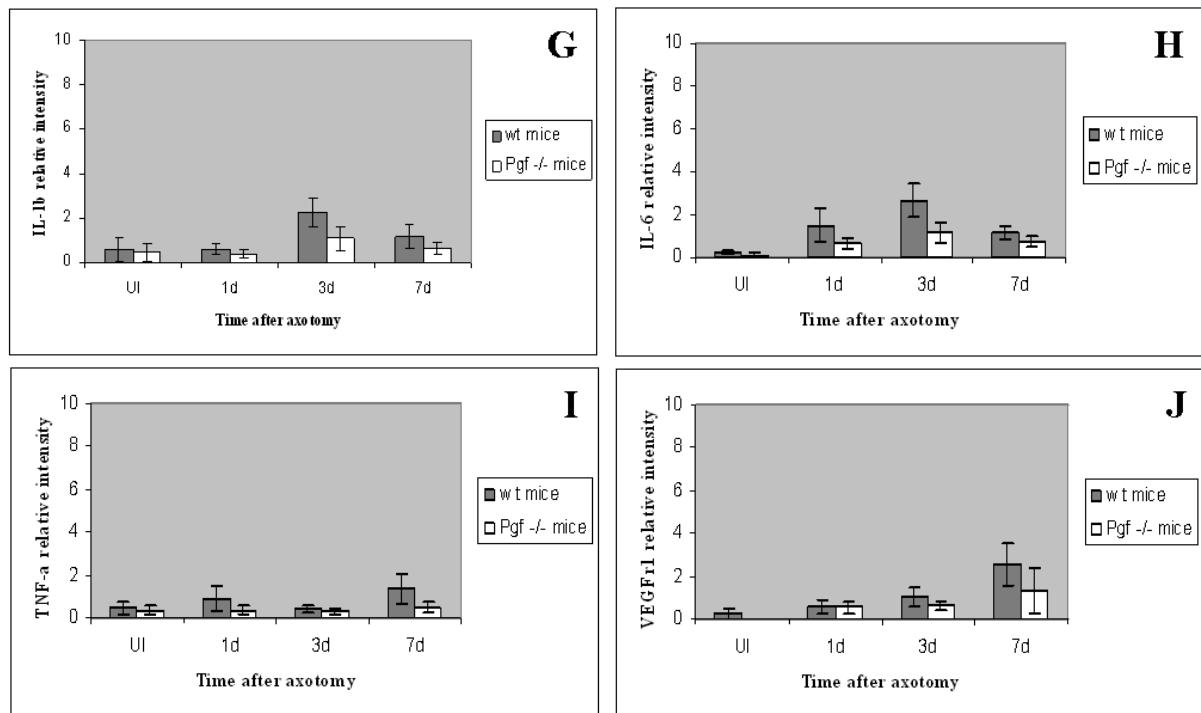 G
IL-1b relative intensity
10
8
6
4
2
0
UI 1d 3d 7d
Time after axotomy
wt mice
Pgf -/- mice
H
IL-6 relative intensity
10
8
6
4
2
0
UI 1d 3d 7d
Time after axotomy
wt mice
Pgf -/- mice
I
TNF-a relative intensity
10
8
6
4
2
0
UI 1d 3d 7d
Time after axotomy
wt mice
Pgf -/- mice
J
VEGFr1 relative intensity
10
8
6
4
2
0
UI 1d 3d 7d
Time after axotomy
wt mice
Pgf -/- mice